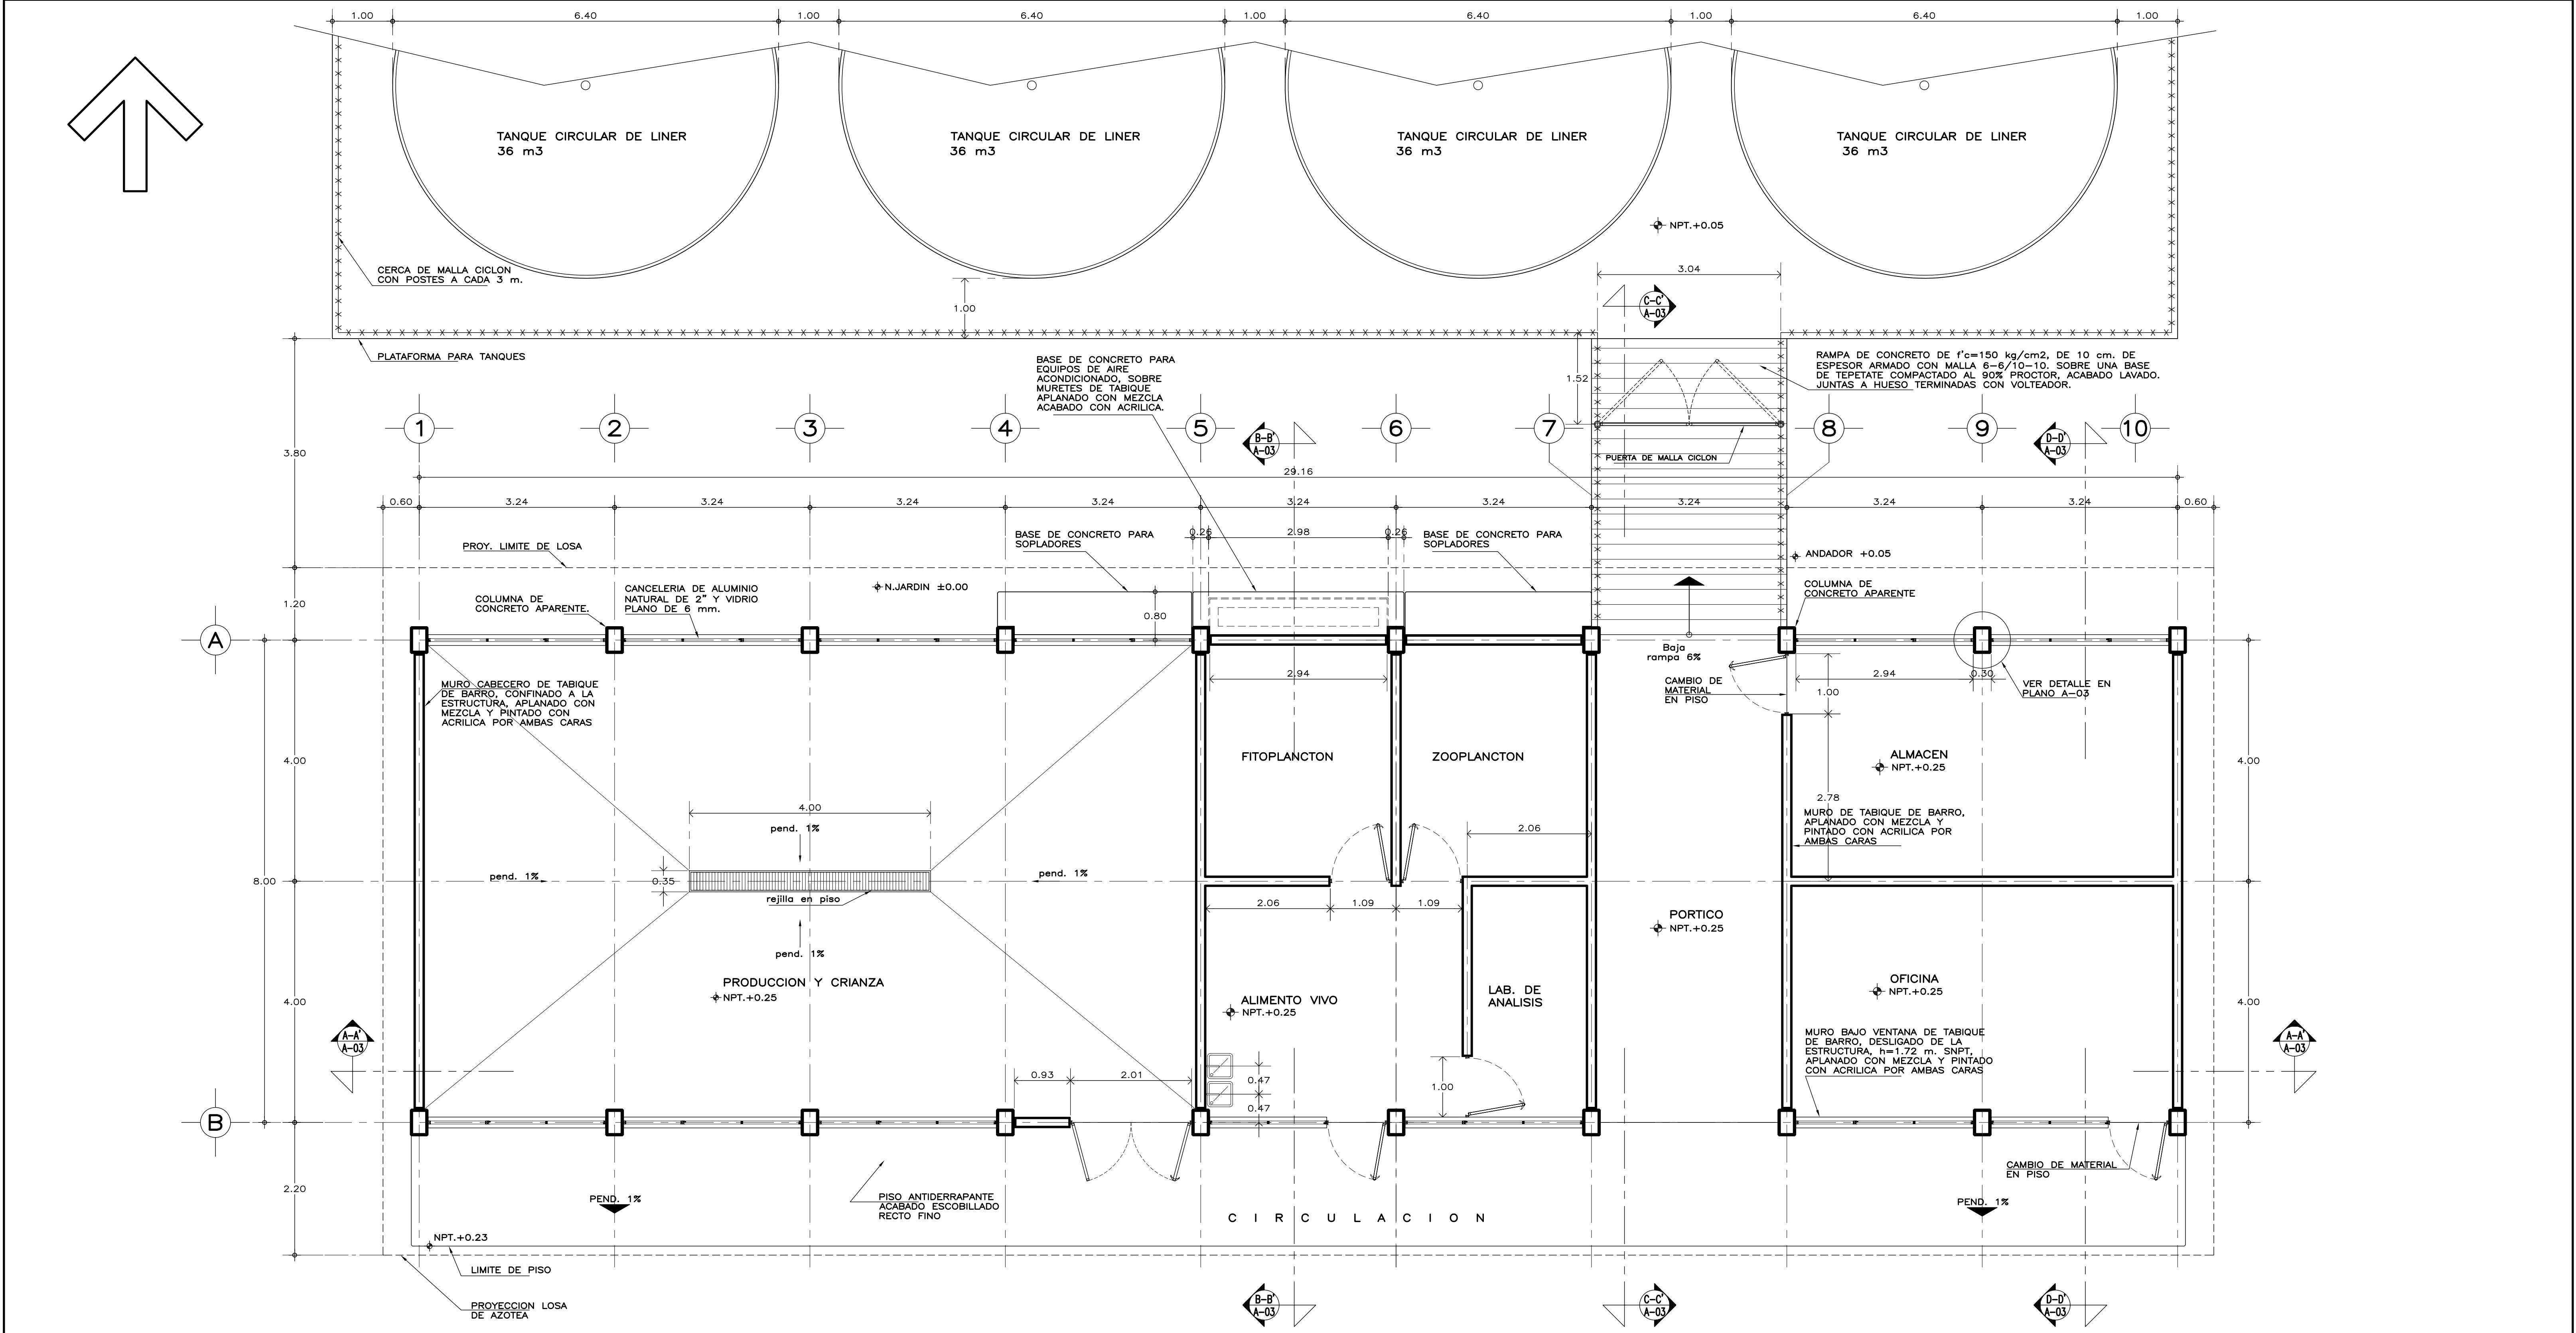 1.00 6.40 1.00 6.40 1.00 6.40 1.00 6.40 1.00
TANQUE CIRCULAR DE LINER
36 m3
TANQUE CIRCULAR DE LINER
36 m3
TANQUE CIRCULAR DE LINER
36 m3
TANQUE CIRCULAR DE LINER
36 m3
NPT.+0.05
CERCA DE MALLA CICLON
CON POSTES A CADA 3 m.
1.00
3.04
C-C'
A-03
PLATAFORMA PARA TANQUES
BASE DE CONCRETO PARA
EQUIPOS DE AIRE
ACONDICIONADO, SOBRE
MURETES DE TABIQUE
APLANADO CON MEZCLA
ACABADO CON ACRILICA.
1.52
RAMPA DE CONCRETO DE f'c=150 kg/cm2, DE 10 cm. DE
ESPESOR ARMADO CON MALLA 6-6/10-10. SOBRE UNA BASE
DE TEPETATE COMPACTADO AL 90% PROCTOR, ACABADO LAVADO.
JUNTAS A HUESO TERMINADAS CON VOLTEADOR.
1 2 3 4 5 6 7 8 9 10
B-B'
A-03
D-D'
A-03
PUERTA DE MALLA CICLON
3.80
29.16
0.60 3.24 3.24 3.24 3.24 3.24 3.24 3.24 3.24 3.24 0.60
0.26 2.98 0.26
PROY. LIMITE DE LOSA
BASE DE CONCRETO PARA
SOPLADORES
BASE DE CONCRETO PARA
SOPLADORES
ANDADOR +0.05
1.20
COLUMNA DE
CONCRETO APARENTE.
CANCELERIA DE ALUMINIO
NATURAL DE 2" Y VIDRIO
PLANO DE 6 mm.
N.JARDIN ±0.00
0.80
COLUMNA DE
CONCRETO APARENTE
A
Baja
rampa 6%
MURO CABECERO DE TABIQUE
DE BARRO, CONFINADO A LA
ESTRUCTURA, APLANADO CON
MEZCLA Y PINTADO CON
ACRILICA POR AMBAS CARAS
2.94
CAMBIO DE
MATERIAL
EN PISO
1.00
2.94
0.30
VER DETALLE EN
PLANO A-03
4.00
FITOPLANCTON
ZOOPLANCTON
ALMACEN
NPT.+0.25
4.00
4.00
2.78
MURO DE TABIQUE DE BARRO,
APLANADO CON MEZCLA Y
PINTADO CON ACRILICA POR
AMBAS CARAS
pend. 1%
2.06
8.00
pend. 1%
0.35
pend. 1%
rejilla en piso
2.06 1.09 1.09
PORTICO
NPT.+0.25
pend. 1%
PRODUCCION Y CRIANZA
NPT.+0.25
4.00
ALIMENTO VIVO
NPT.+0.25
LAB. DE
ANALISIS
OFICINA
NPT.+0.25
4.00
A-A'
A-03
MURO BAJO VENTANA DE TABIQUE
DE BARRO, DESLIGADO DE LA
ESTRUCTURA, h=1.72 m. SNPT,
APLANADO CON MEZCLA Y PINTADO
CON ACRILICA POR AMBAS CARAS
A-A'
A-03
0.93 2.01
0.47
0.47
1.00
B
2.20
PEND. 1%
PISO ANTIDERRAPANTE
ACABADO ESCOBILLADO
RECTO FINO
C I R C U L A C I O N
CAMBIO DE MATERIAL
EN PISO
PEND. 1%
NPT.+0.23
LIMITE DE PISO
PROYECCION LOSA
DE AZOTEA
B-B'
A-03
C-C'
A-03
D-D'
A-03